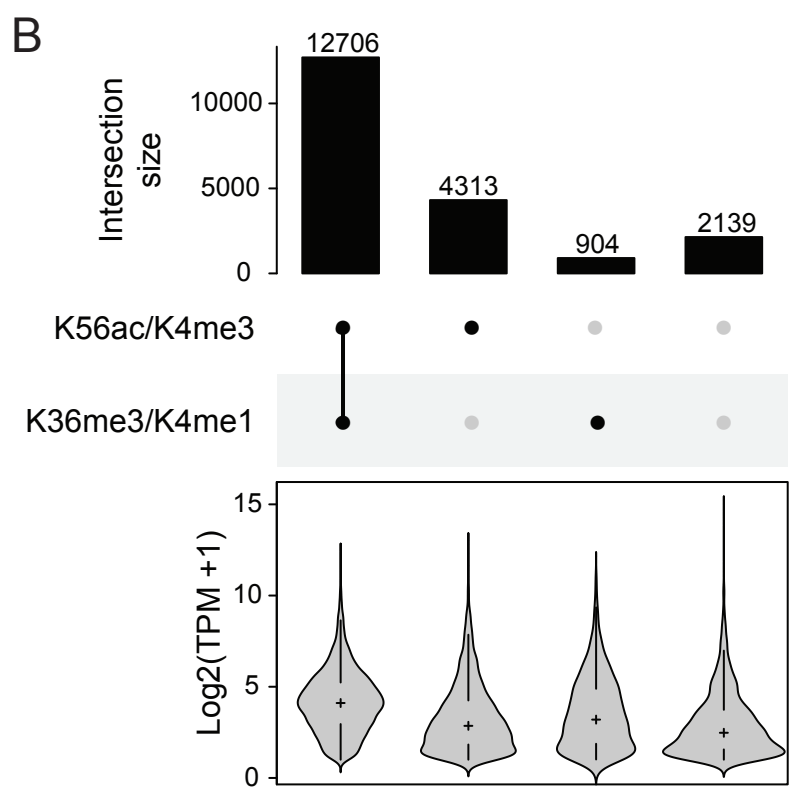 B
12706
Intersection
size
10000
4313
5000
2139
904
0
K56ac/K4me3
K36me3/K4me1
Log2(TPM +1)
15
10
5
0